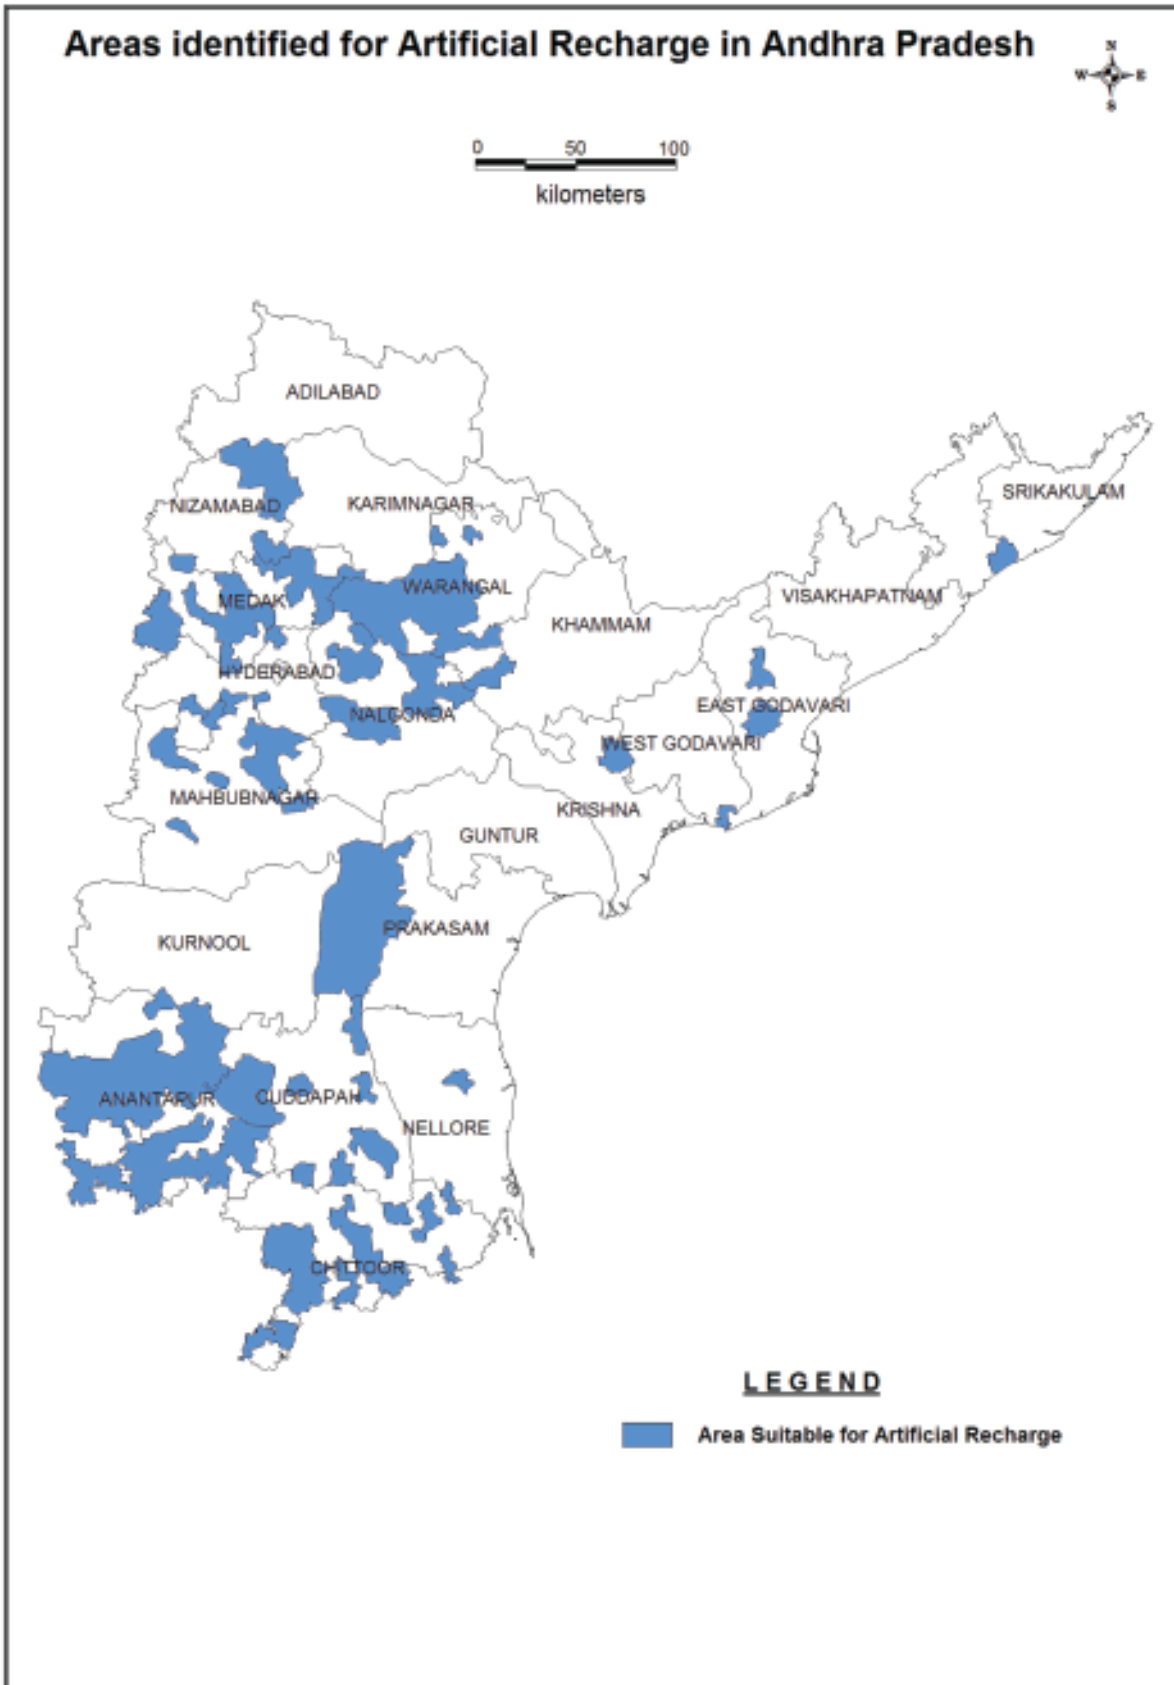 Areas identified for Artificial Recharge in Andhra Pradesh
N
W E
S
0 50 100
kilometers
ADILABAD
SRIKAKULAM
NIZAMABAD
KARIMNAGAR
WARANGAL
VISAKHAPATNAM
MEDAK
KHAMMAM
HYDERABAD
EAST GODAVARI
NALGONDA
WEST GODAVARI
MAHBUBNAGAR
KRISHNA
GUNTUR
PRAKASAM
KURNOOL
ANANTAPUR
CUDDAPAH
NELLORE
CHITTOOR
LEGEND
Area Suitable for Artificial Recharge